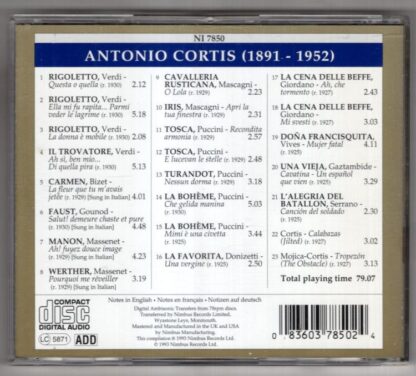 NI 7850
ANTONIO CORTIS (1891 - 1952)
1 RIGOLETTO, Verdi -
Questa o quella (r. 1930) 2.12
2 RIGOLETTO, Verdi -
Ella mi fu rapita... Parmi
veder le lagrime (r. 1930) 5.18
3 RIGOLETTO, Verdi -
La donna è mobile (r. 1930) 2.08
4 IL TROVATORE, Verdi -
Ah sì, ben mio...
Di quella pira (r. 1930) 5.13
5 CARMEN, Bizet -
La fleur que tu m'avais
jetée (r. 1929) [Sung in Italian] 4.01
6 FAUST, Gounod -
Salut! demeure chaste et pure
(r. 1930) [Sung in Italian] 4.48
7 MANON, Massenet -
Ah! fuyez douce image
(r. 1929) [Sung in Italian] 4.23
8 WERTHER, Massenet -
Pourquoi me réveiller 3.19
(r. 1929) [Sung in Italian]
9 CAVALLERIA
RUSTICANA, Mascagni -
O Lola (r. 1929) 2.23
10 IRIS, Mascagni - Apri la
tua finestra (r. 1929) 2.31
11 TOSCA, Puccini - Recondita
armonia (r. 1929) 2.57
12 TOSCA, Puccini -
E lucevan le stelle (r. 1929) 2.48
13 TURANDOT, Puccini -
Nessun dorma (r. 1929) 3.18
14 LA BOHÈME, Puccini -
Che gelida manina 5.03
(r. 1930)
15 LA BOHÈME, Puccini -
Mimì è una civetta 3.44
(r. 1930)
16 LA FAVORITA, Donizetti -
Una vergine (r. 1925) 2.50
17 LA CENA DELLE BEFFE,
Giordano - Ah, che
tormento (r. 1929) 2.43
18 LA CENA DELLE BEFFE,
Giordano -
Mi svesti (r. 1929) 3.03
19 DOÑA FRANCISQUITA,
Vives - Mujer fatal 4.11
(r. 1925)
20 UNA VIEJA, Gaztambide -
Cavatina - Un español
que vien (r. 1925) 3.29
21 L'ALEGRIA DEL
BATALLON, Serrano -
Canción del soldado 2.30
(r. 1925)
22 Cortis - Calabazas
(Jilted) (r. 1927) 3.02
23 Mojica-Cortis - Tropezón
(The Obstacle) (r. 1927) 3.13
Total playing time 79.07
COMPACT
disc
DIGITAL AUDIO
LC 5871
ADD
Notes in English · Notes en français · Notizen auf deutsch
Digital Ambisonic Transfers from 78rpm discs.
Transferred by Nimbus Records Limited,
Wyastone Leys, Monmouth.
Mastered and Manufactured in the UK and USA
by Nimbus Manufacturing.
This compilation ℗ 1993 Nimbus Records Ltd.
© 1993 Nimbus Records Ltd.
0 83603 78502 4